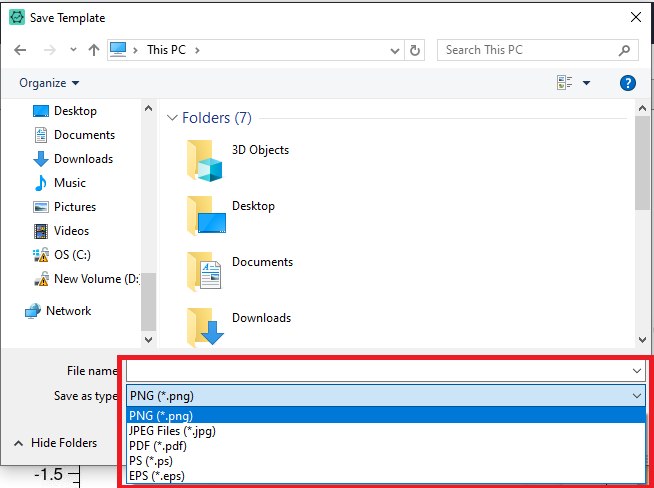 Save Template
This PC
Search This PC
Organize
?
Desktop
Documents
Downloads
Music
Pictures
Videos
OS (C:)
New Volume (D:
Network
Folders (7)
3D Objects
Desktop
Documents
Downloads
File name
Save as type
PNG (*.png)
PNG (*.png)
JPEG Files (*.jpg)
PDF (*.pdf)
PS (*.ps)
EPS (*.eps)
Hide Folders
-1.5